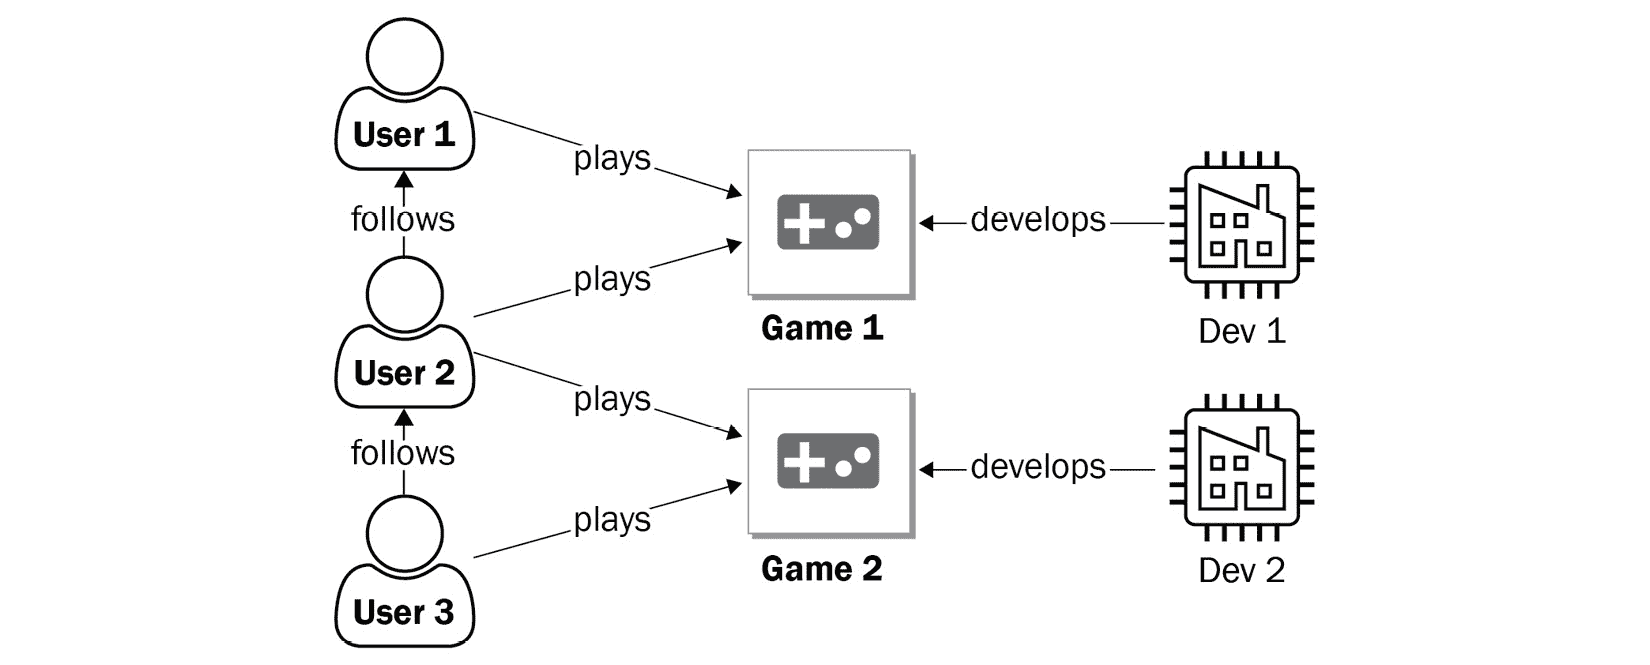 User 1
plays
follows
plays
Game 1
develops
Dev 1
User 2
plays
follows
plays
Game 2
develops
Dev 2
User 3